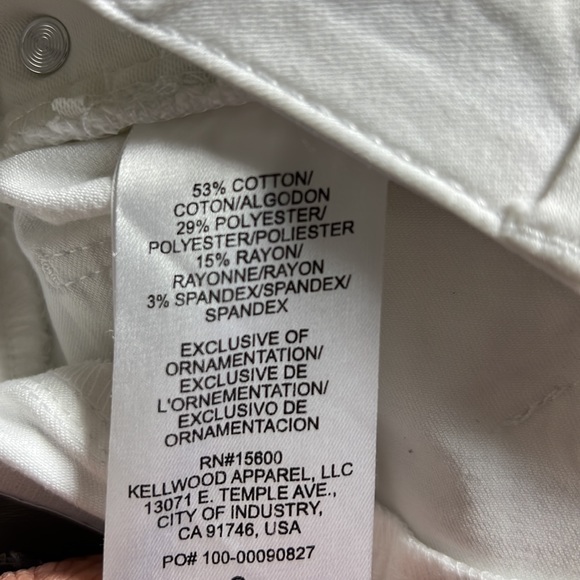 53% COTTON/
COTON/ALGODON
29% POLYESTER/
POLYESTER/POLIESTER
15% RAYON/
RAYONNE/RAYON
3% SPANDEX/SPANDEX/
SPANDEX
EXCLUSIVE OF
ORNAMENTATION/
EXCLUSIVE DE
L'ORNEMENTATION/
EXCLUSIVO DE
ORNAMENTACION
RN#15600
KELLWOOD APPAREL, LLC
13071 E. TEMPLE AVE.,
CITY OF INDUSTRY,
CA 91746, USA
PO# 100-00090827